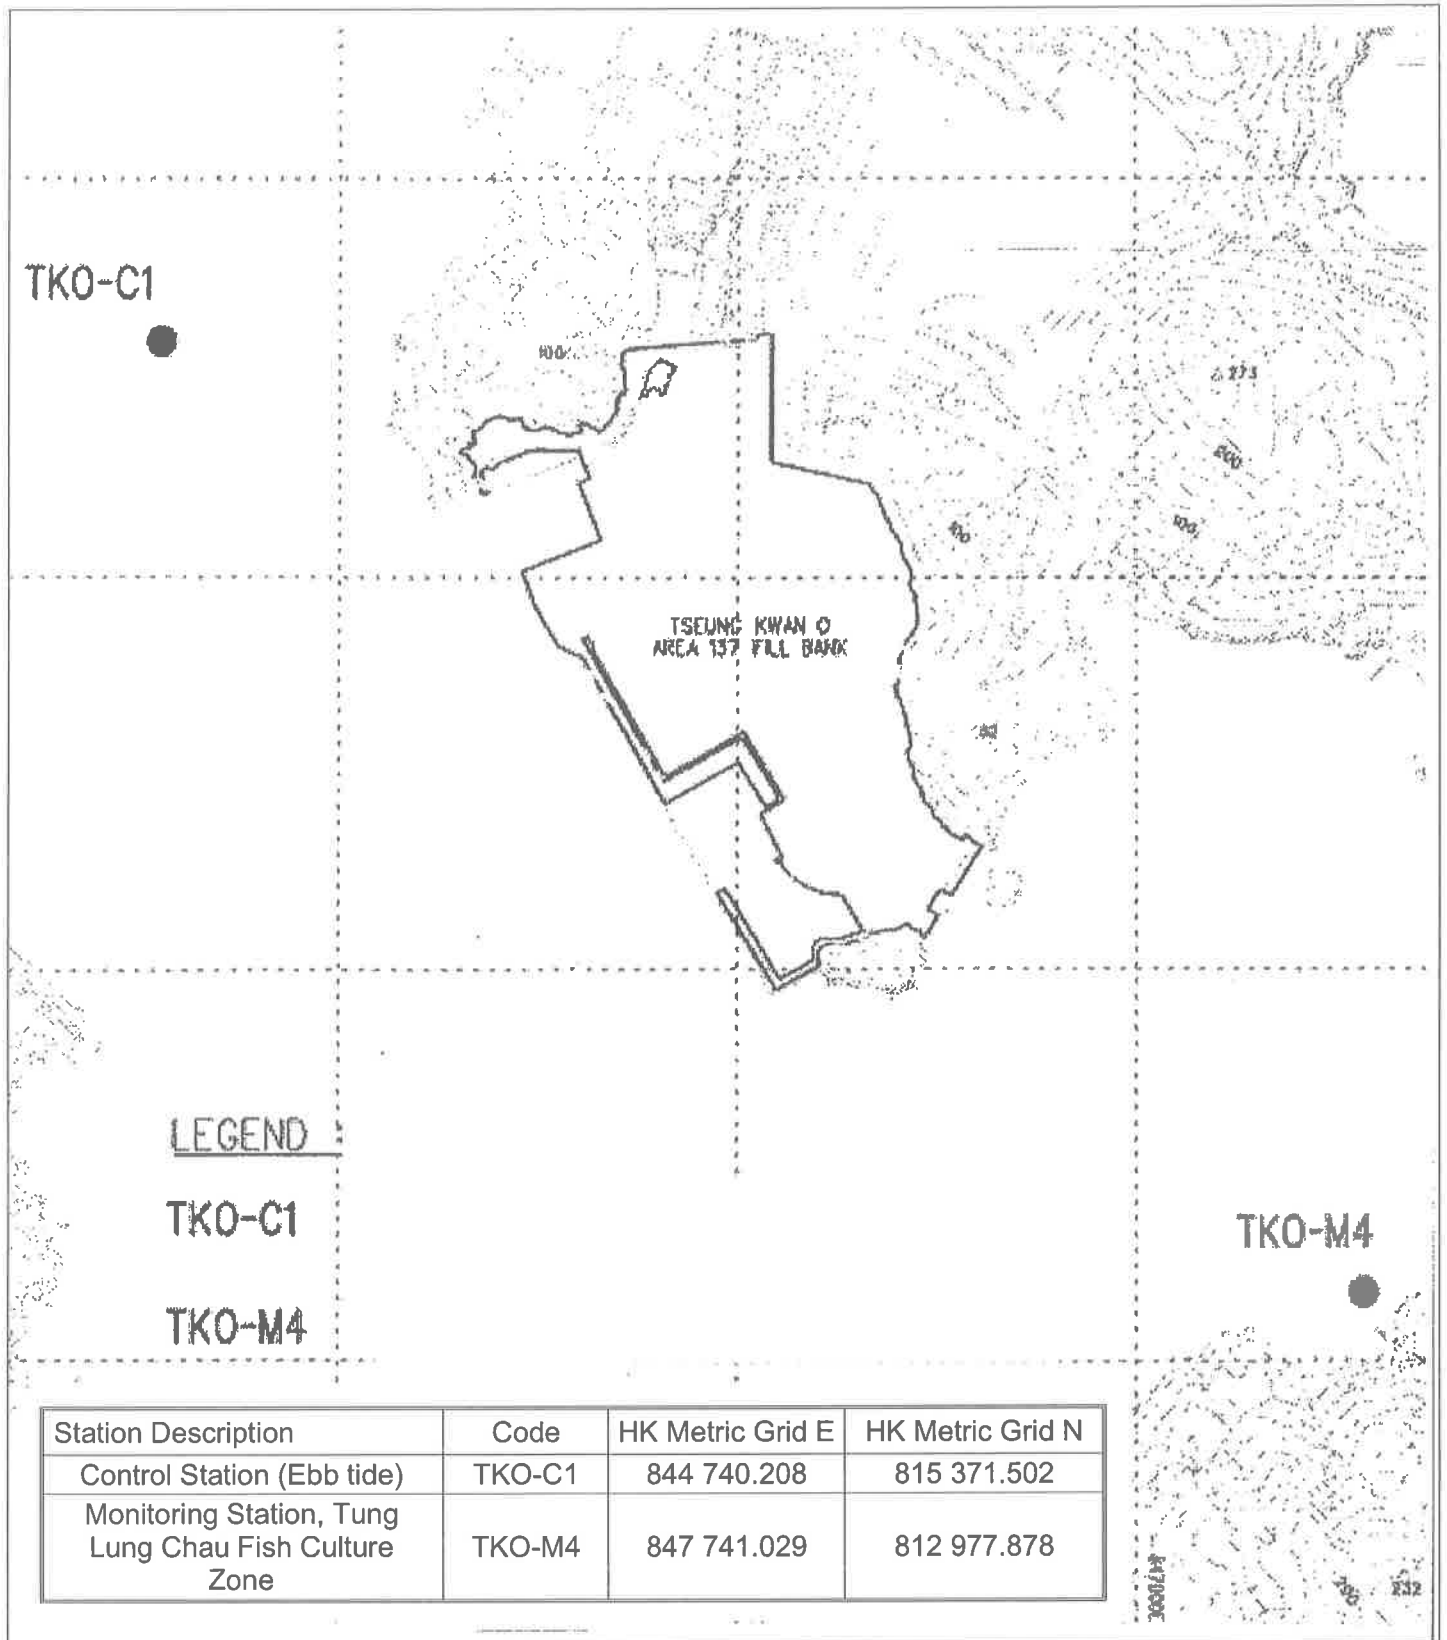 TKO-C1
100
273
200
100
100
TSEUNG KWAN O
AREA 137 FILL BANK
LEGEND :
TKO-C1
TKO-M4
TKO-M4
Station Description Code HK Metric Grid E HK Metric Grid N
Control Station (Ebb tide) TKO-C1 844 740.208 815 371.502
Monitoring Station, Tung
Lung Chau Fish Culture
Zone TKO-M4 847 741.029 812 977.878
200
232